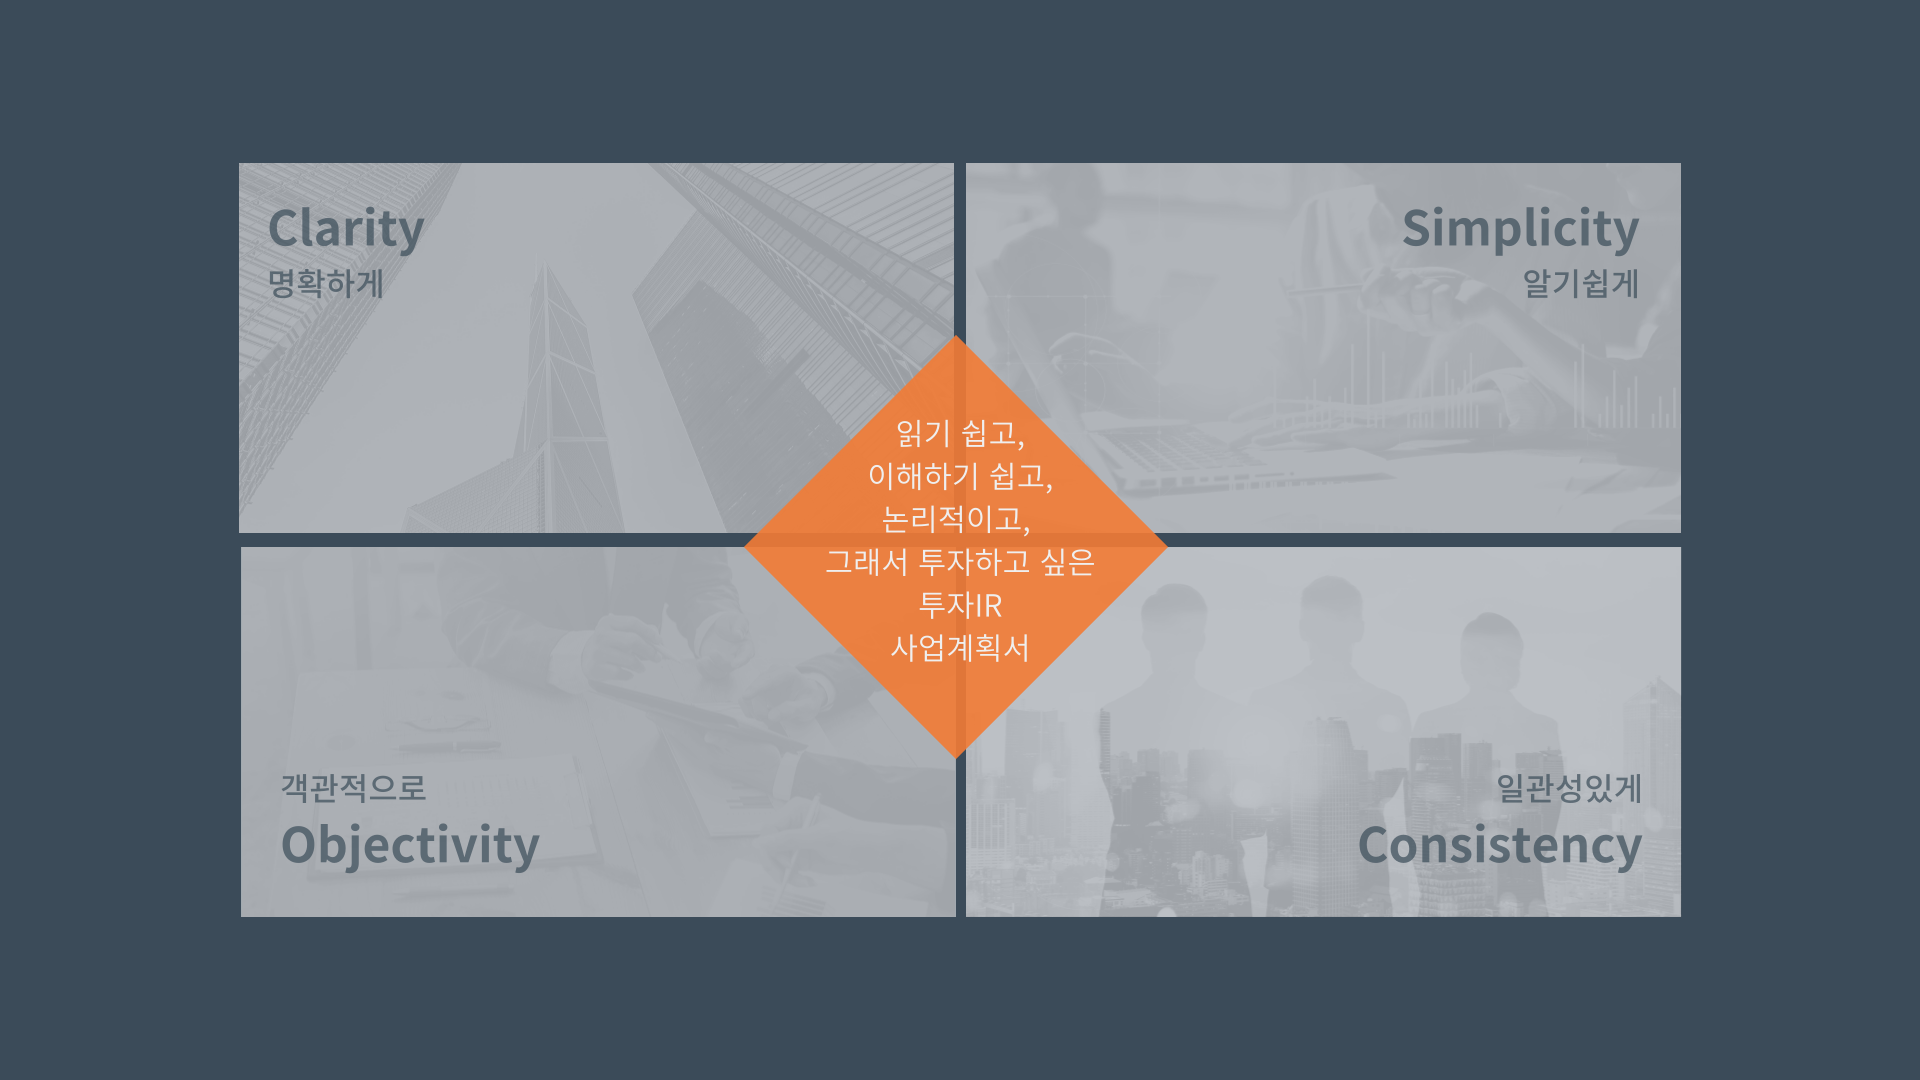 Clarity
명확하게
Simplicity
알기쉽게
읽기 쉽고,
이해하기 쉽고,
논리적이고,
그래서 투자하고 싶은
투자IR
사업계획서
객관적으로
Objectivity
일관성있게
Consistency